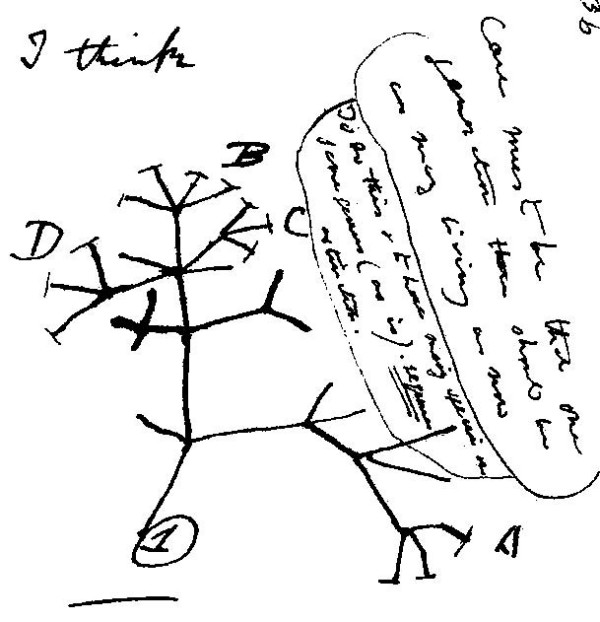 36
I think
Case must be that one
generation then should be
as many living as now
To do this & to have many species in
same genus (as is). requires
extinction.
B
C
D
A
1